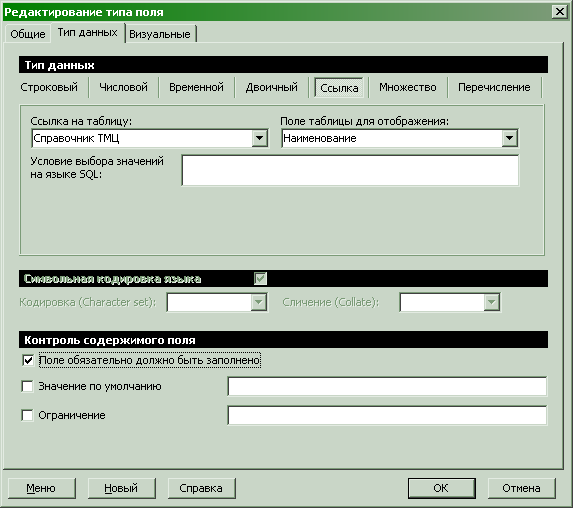 Редактирование типа поля
Общие Тип данных Визуальные
Тип данных
Строковый Числовой Временной Двоичный Ссылка Множество Перечисление
Ссылка на таблицу: Поле таблицы для отображения:
Справочник ТМЦ Наименование
Условие выбора значений
на языке SQL:
Символьная кодировка языка
Кодировка (Character set): Сличение (Collate):
Контроль содержимого поля
Поле обязательно должно быть заполнено
Значение по умолчанию
Ограничение
Меню Новый Справка OK Отмена